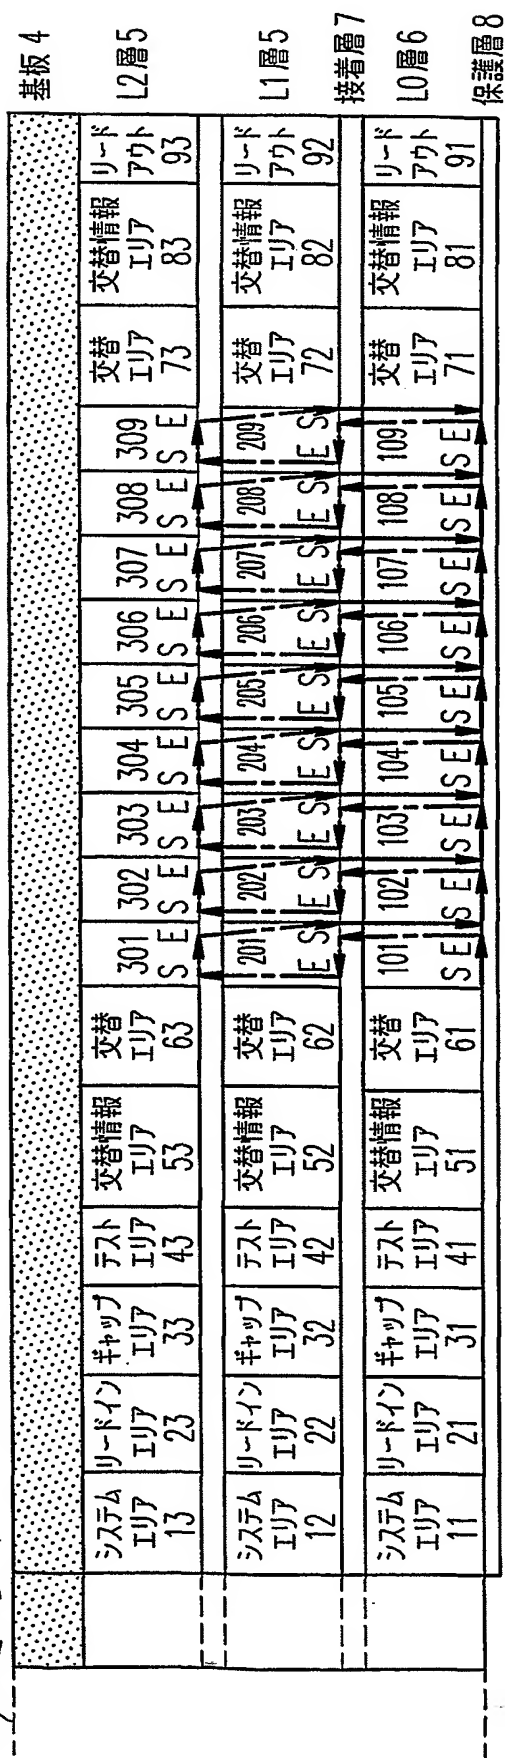 基板4
L2層5
L1層5
接着層7
L0層6
保護層8
システム
エリア
13
リードイン
エリア
23
ギャップ
エリア
33
テスト
エリア
43
交替情報
エリア
53
交替
エリア
63
301
S E
302
S E
303
S E
304
S E
305
S E
306
S E
307
S E
308
S E
309
S E
交替
エリア
73
交替情報
エリア
83
リード
アウト
93
システム
エリア
12
リードイン
エリア
22
ギャップ
エリア
32
テスト
エリア
42
交替情報
エリア
52
交替
エリア
62
201
E S
202
E S
203
E S
204
E S
205
E S
206
E S
207
E S
208
E S
209
E S
交替
エリア
72
交替情報
エリア
82
リード
アウト
92
システム
エリア
11
リードイン
エリア
21
ギャップ
エリア
31
テスト
エリア
41
交替情報
エリア
51
交替
エリア
61
101
S E
102
S E
103
S E
104
S E
105
S E
106
S E
107
S E
108
S E
109
S E
交替
エリア
71
交替情報
エリア
81
リード
アウト
91